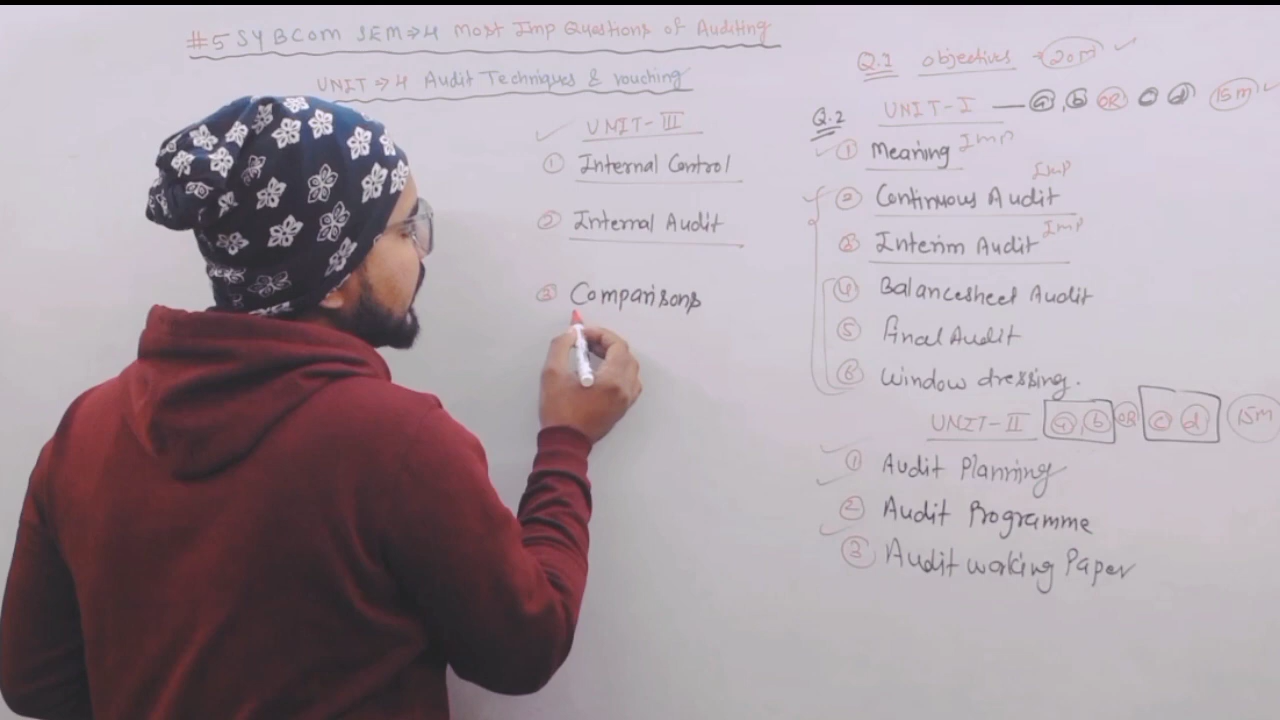 #5 SYBCom SEM⇒4 Most Imp Questions of Auditing
UNIT⇒4 Audit Techniques & vouching
UNIT-III
① Internal Control
② Internal Audit
③ Comparisons
Q.1 objectives → 20M
Q.2 UNIT-I — a, b OR c d 15M
① Meaning Imp
② Continuous Audit Imp
③ Interim Audit Imp
④ Balancesheet Audit
⑤ final Audit
⑥ Window dressing.
UNIT-II a, b OR c d 15M
① Audit Planning
② Audit Programme
③ Audit working Paper